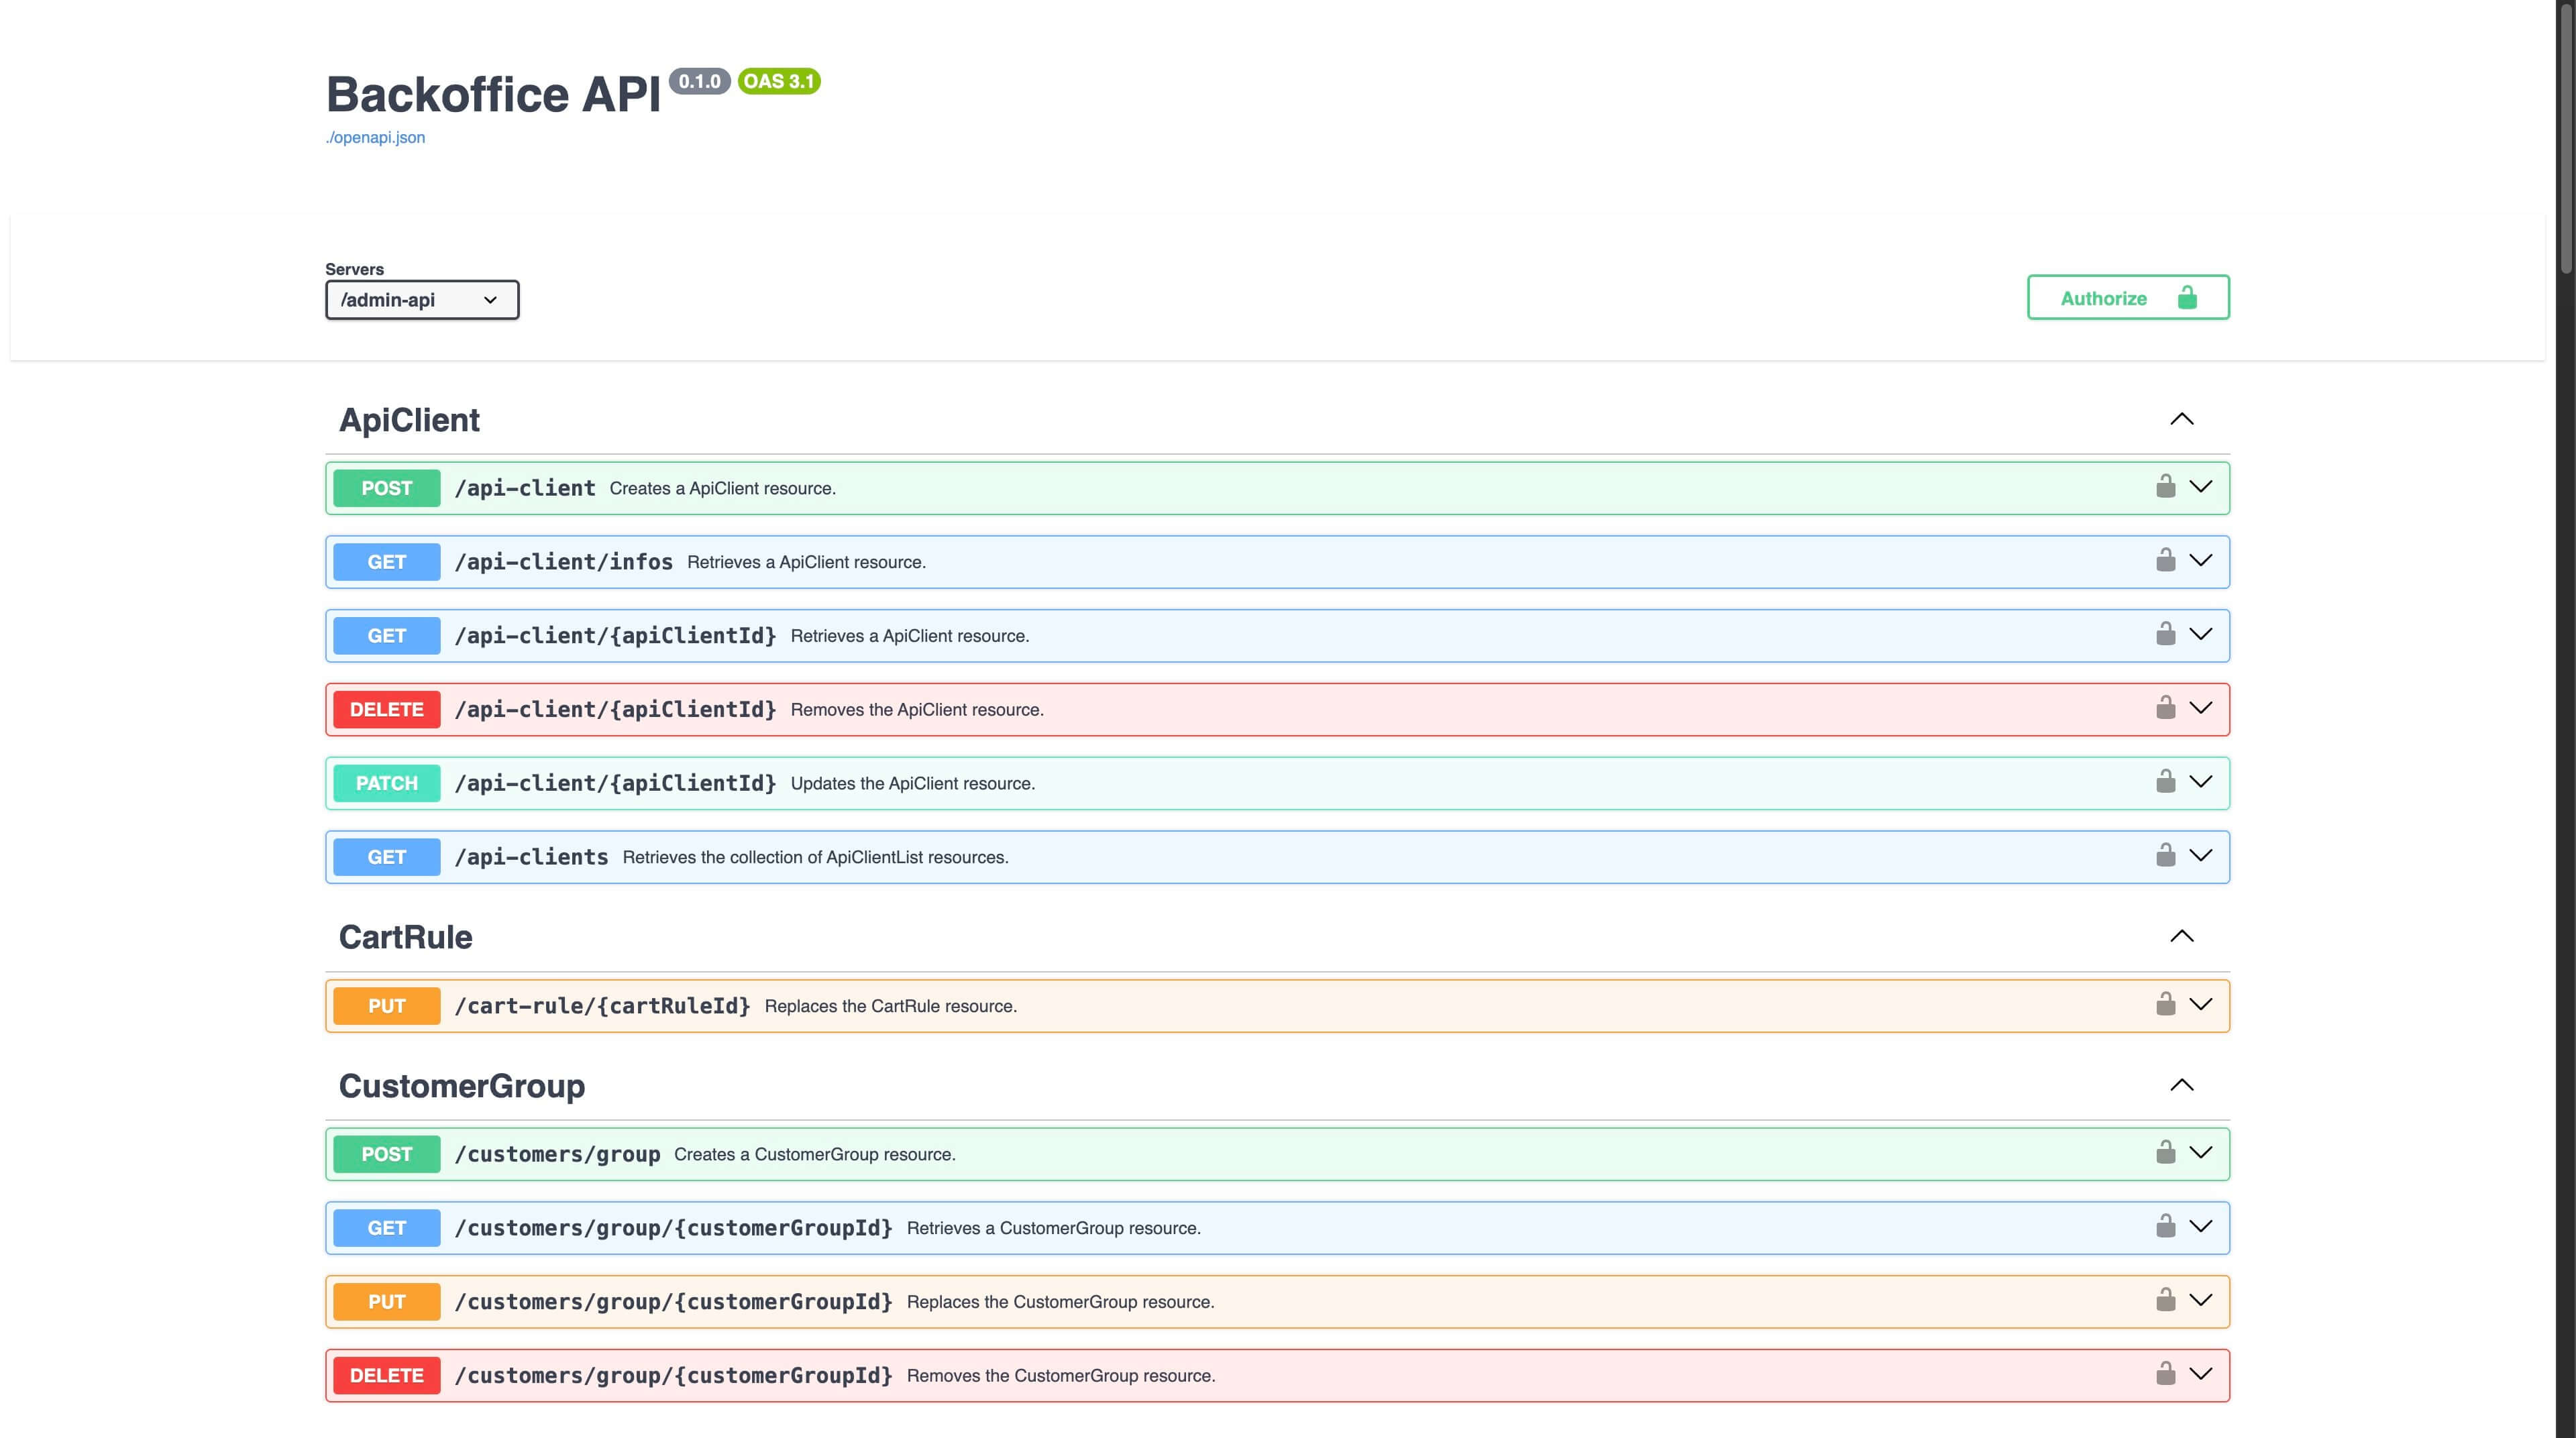 Backoffice API 0.1.0 OAS 3.1
./openapi.json
Servers
/admin-api
Authorize
ApiClient
POST /api-client Creates a ApiClient resource.
GET /api-client/infos Retrieves a ApiClient resource.
GET /api-client/{apiClientId} Retrieves a ApiClient resource.
DELETE /api-client/{apiClientId} Removes the ApiClient resource.
PATCH /api-client/{apiClientId} Updates the ApiClient resource.
GET /api-clients Retrieves the collection of ApiClientList resources.
CartRule
PUT /cart-rule/{cartRuleId} Replaces the CartRule resource.
CustomerGroup
POST /customers/group Creates a CustomerGroup resource.
GET /customers/group/{customerGroupId} Retrieves a CustomerGroup resource.
PUT /customers/group/{customerGroupId} Replaces the CustomerGroup resource.
DELETE /customers/group/{customerGroupId} Removes the CustomerGroup resource.